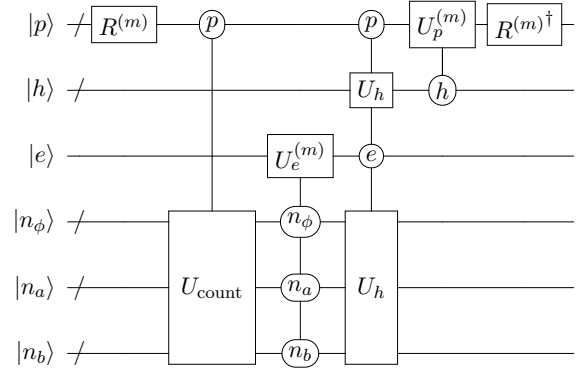 |p⟩ R^(m) p p U_p^(m) R^(m)†
|h⟩ U_h h
|e⟩ U_e^(m) e
|n_ϕ⟩ n_ϕ
|n_a⟩ U_count n_a U_h
|n_b⟩ n_b